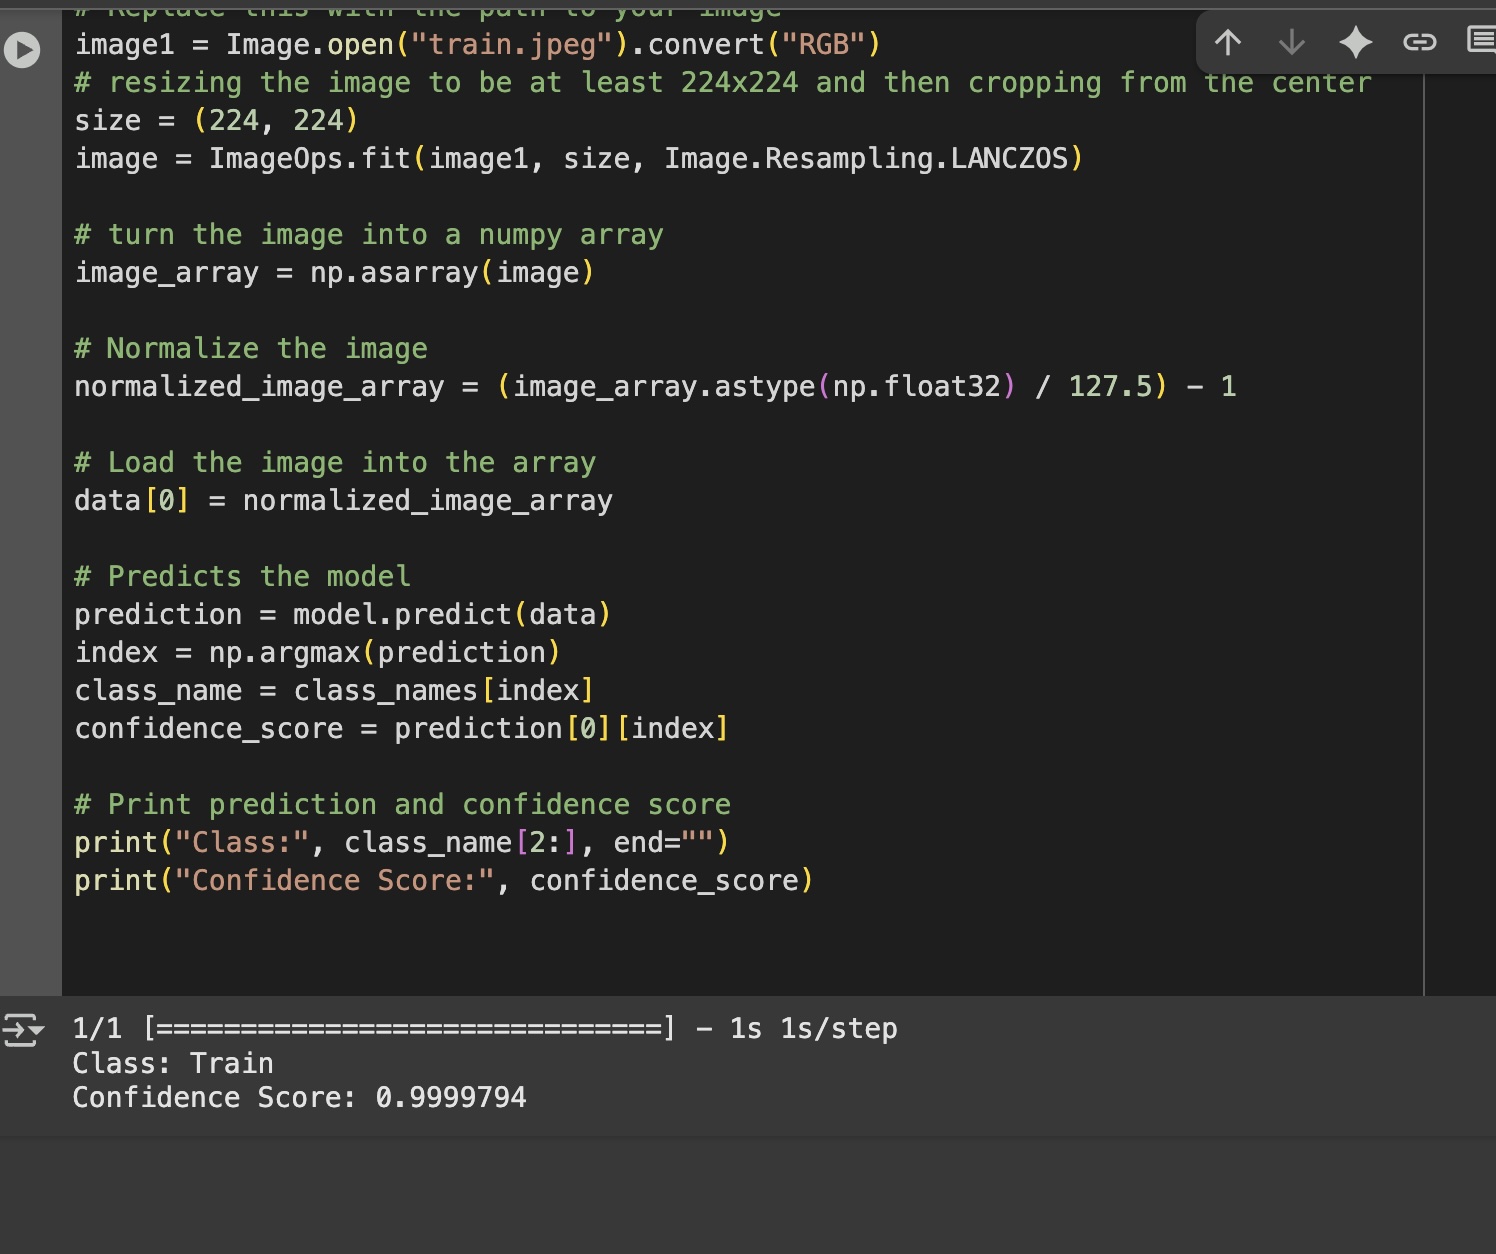 # Replace this with the path to your image
image1 = Image.open("train.jpeg").convert("RGB")
# resizing the image to be at least 224x224 and then cropping from the center
size = (224, 224)
image = ImageOps.fit(image1, size, Image.Resampling.LANCZOS)
# turn the image into a numpy array
image_array = np.asarray(image)
# Normalize the image
normalized_image_array = (image_array.astype(np.float32) / 127.5) - 1
# Load the image into the array
data[0] = normalized_image_array
# Predicts the model
prediction = model.predict(data)
index = np.argmax(prediction)
class_name = class_names[index]
confidence_score = prediction[0][index]
# Print prediction and confidence score
print("Class:", class_name[2:], end="")
print("Confidence Score:", confidence_score)
1/1 [==============================] - 1s 1s/step
Class: Train
Confidence Score: 0.9999794